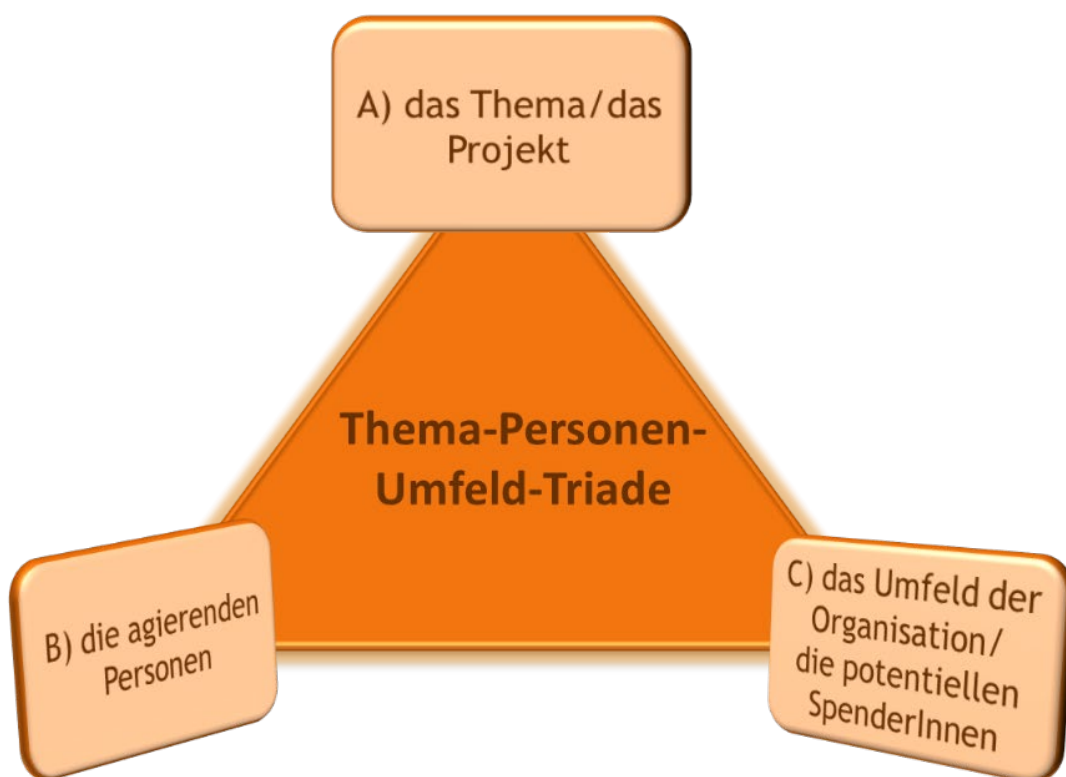 A) das Thema/das
Projekt
Thema-Personen-
Umfeld-Triade
B) die agierenden
Personen
C) das Umfeld der
Organisation/
die potentiellen
SpenderInnen